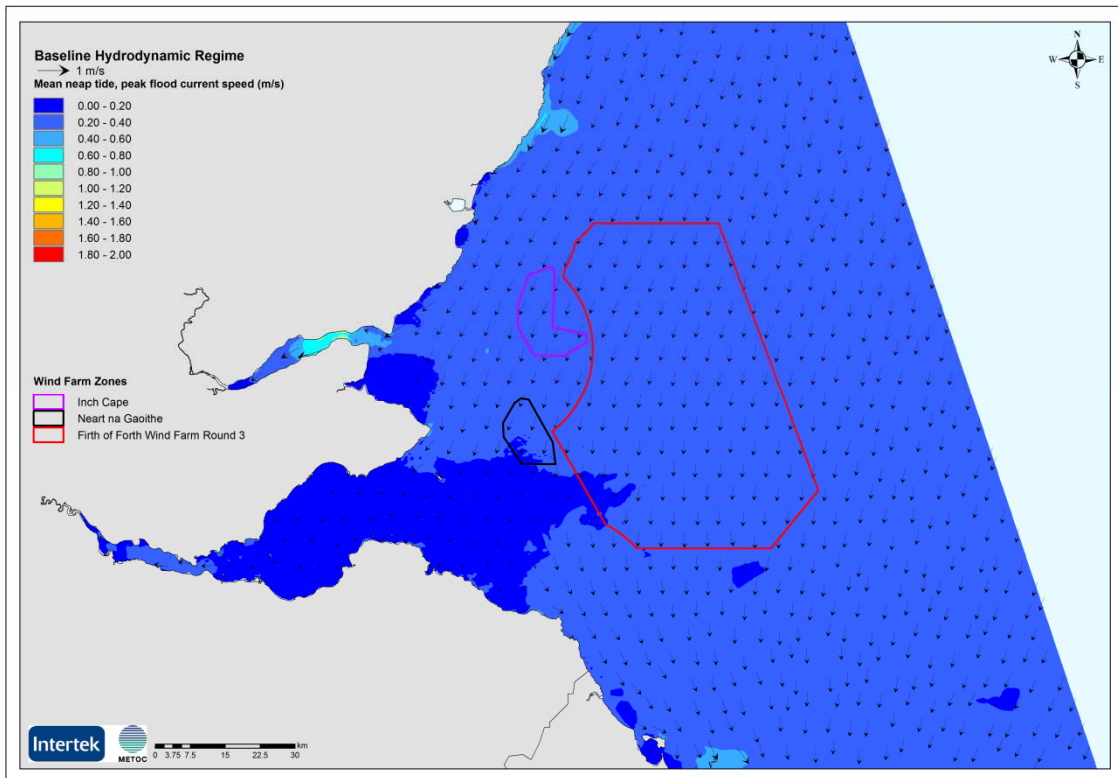 Baseline Hydrodynamic Regime
1 m/s
Mean neap tide, peak flood current speed (m/s)
0.00 - 0.20
0.20 - 0.40
0.40 - 0.60
0.60 - 0.80
0.80 - 1.00
1.00 - 1.20
1.20 - 1.40
1.40 - 1.60
1.60 - 1.80
1.80 - 2.00
N
W E
S
Wind Farm Zones
Inch Cape
Neart na Gaoithe
Firth of Forth Wind Farm Round 3
Intertek
METOC
km
0 3.75 7.5 15 22.5 30